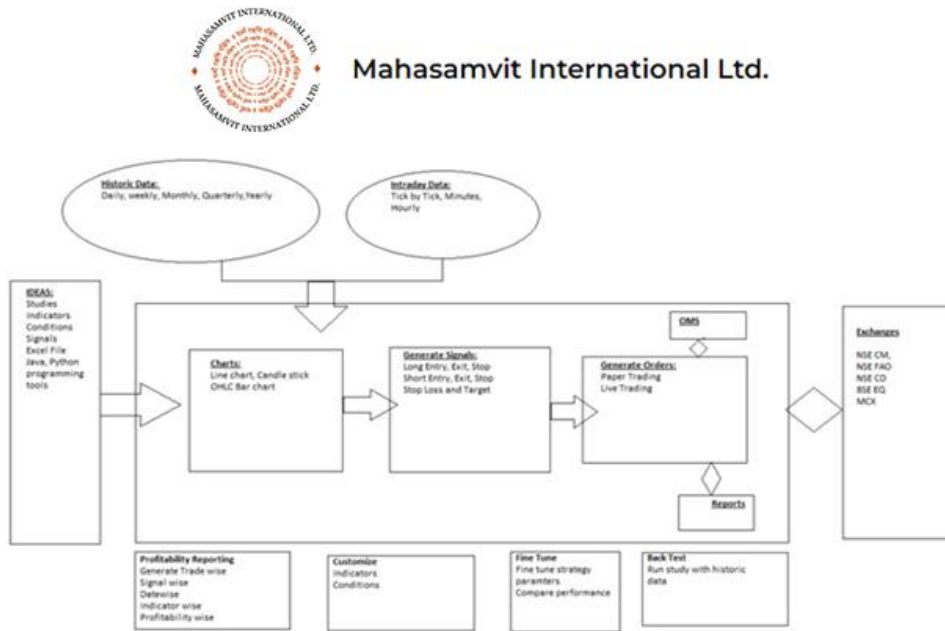 MAHASAMVIT INTERNATIONAL LTD.
MAHASAMVIT INTERNATIONAL LTD.
Mahasamvit International Ltd.
Historic Data:
Daily, weekly, Monthly, Quarterly,Yearly
Intraday Data:
Tick by Tick, Minutes,
Hourly
IDEAS:
Studies
Indicators
Conditions
Signals
Excel File
Java, Python
programming
tools
Charts:
Line chart, Candle stick
OHLC Bar chart
Generate Signals:
Long Entry, Exit, Stop
Short Entry, Exit, Stop
Stop Loss and Target
OMS
Generate Orders:
Paper Trading
Live Trading
Reports
Exchanges
NSE CM,
NSE FAO
NSE CD
BSE EQ
MCX
Profitability Reporting
Generate Trade wise
Signal wise
Datewise
Indicator wise
Profitability wise
Customize
Indicators
Conditions
Fine Tune
Fine tune strategy
paramters
Compare performance
Back Test
Run study with historic
data